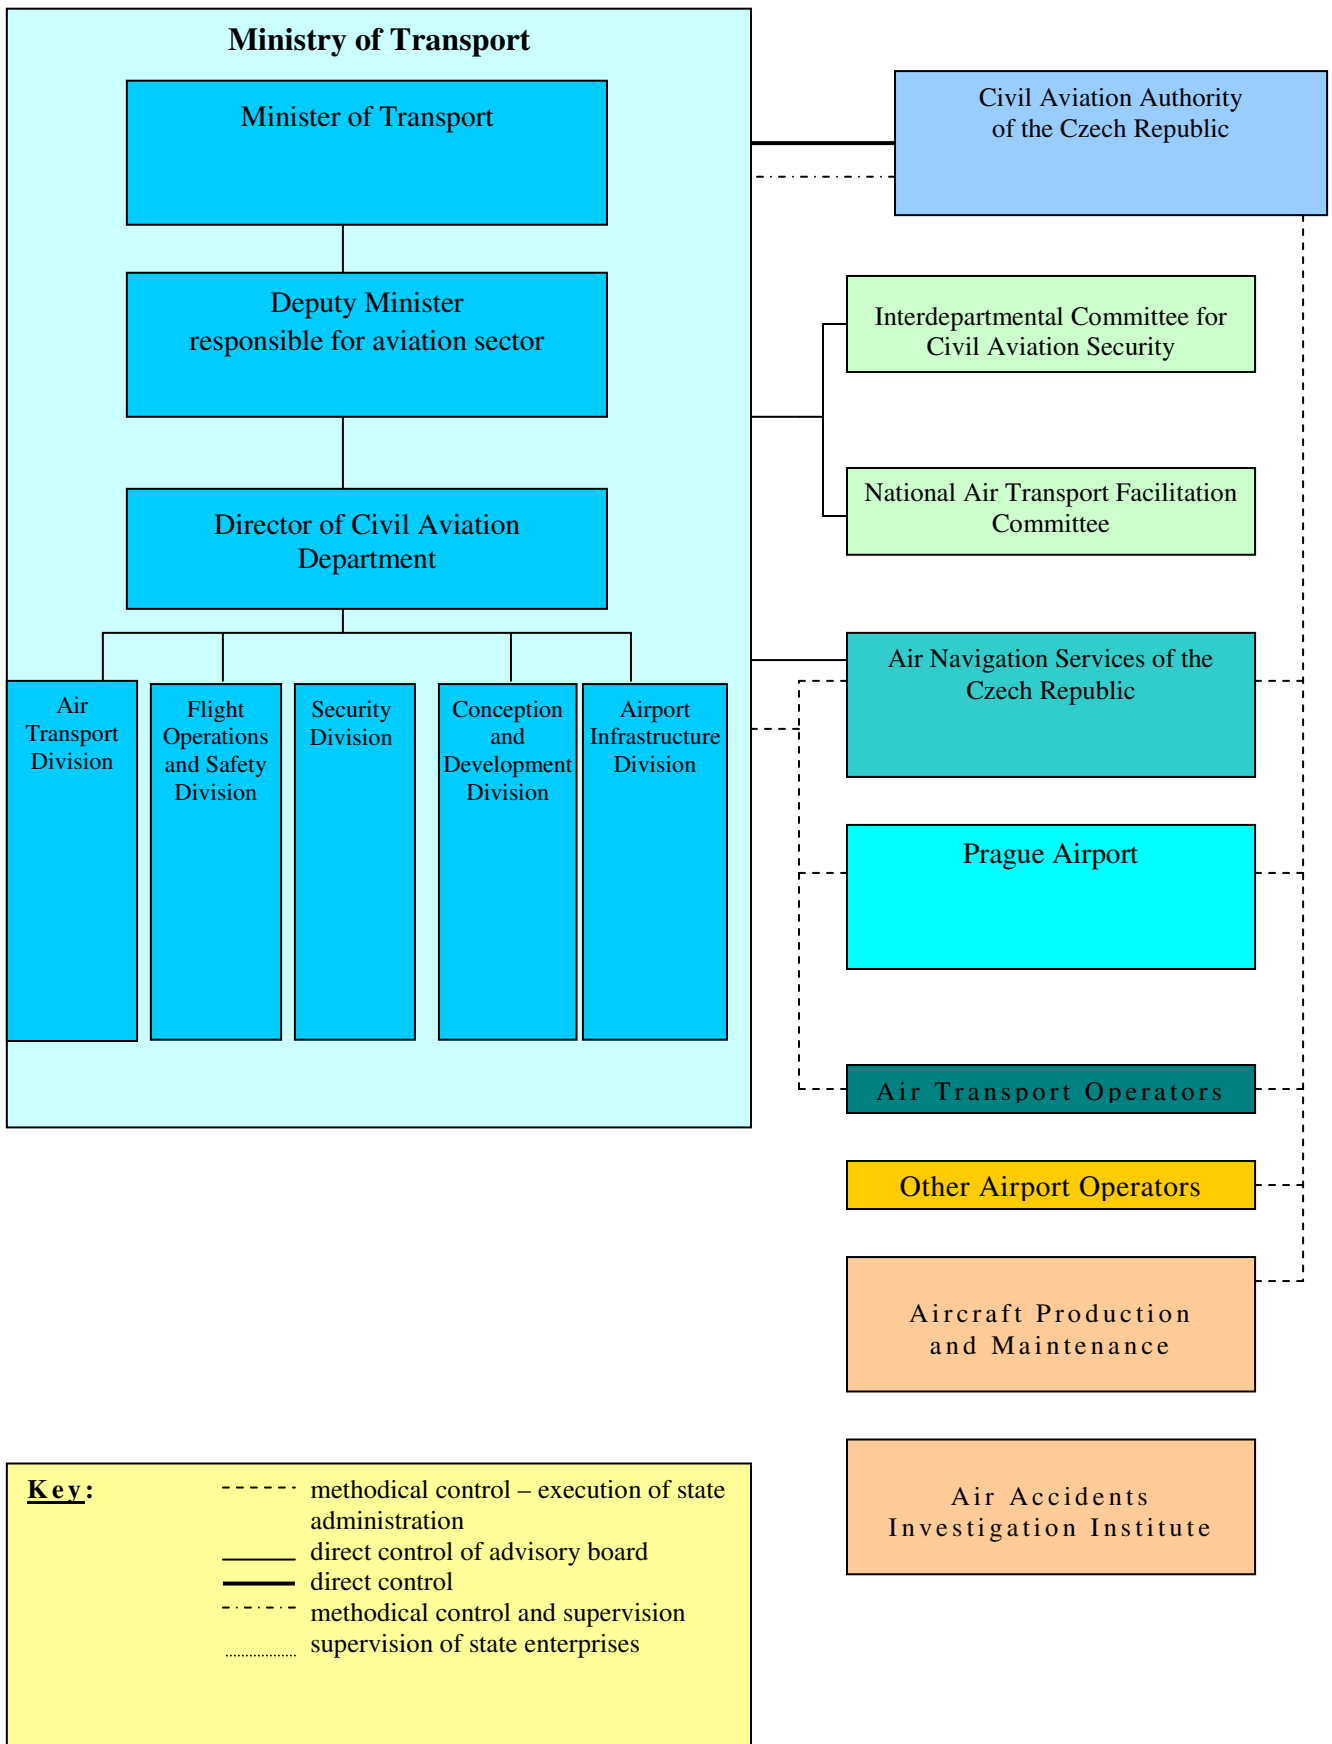 Ministry of Transport
Minister of Transport
Civil Aviation Authority
of the Czech Republic
Deputy Minister
responsible for aviation sector
Interdepartmental Committee for
Civil Aviation Security
National Air Transport Facilitation
Committee
Director of Civil Aviation
Department
Air Navigation Services of the
Czech Republic
Air
Transport
Division
Flight
Operations
and Safety
Division
Security
Division
Conception
and
Development
Division
Airport
Infrastructure
Division
Prague Airport
Air Transport Operators
Other Airport Operators
Aircraft Production
and Maintenance
Air Accidents
Investigation Institute
Key:
methodical control – execution of state
administration
direct control of advisory board
direct control
methodical control and supervision
supervision of state enterprises